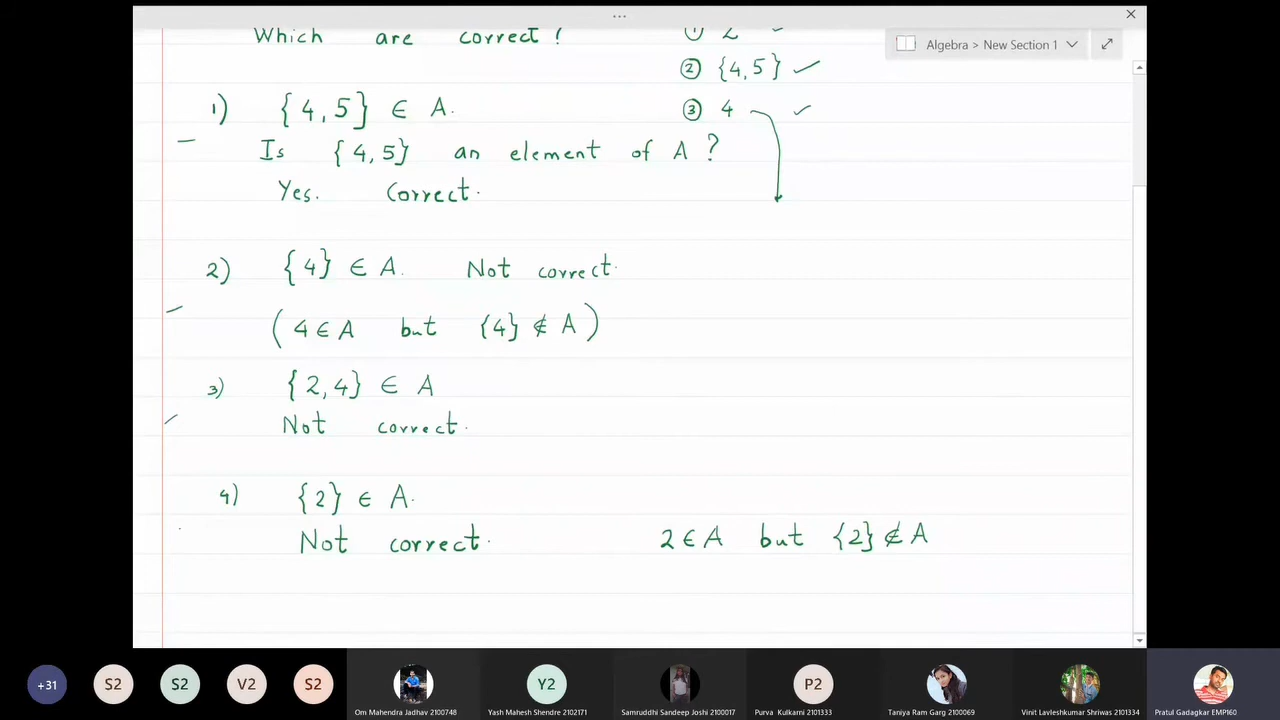 Which are correct?
① 2 ✓
Algebra > New Section 1
② {4,5} ✓
1) {4,5} ∈ A.
③ 4 ✓
Is {4,5} an element of A?
Yes. Correct.
2) {4} ∈ A. Not correct.
(4 ∈ A but {4} ∉ A)
3) {2,4} ∈ A
Not correct.
4) {2} ∈ A.
Not correct. 2 ∈ A but {2} ∉ A
+31 S2 S2 V2 S2 Y2 P2
Om Mahendra Jadhav 2100748 Yash Mahesh Shendre 2102171 Samruddhi Sandeep Joshi 2100017 Purva Kulkarni 2101333 Taniya Ram Garg 2100069 Vinit Lavleshkumar Shriwas 2101334 Pratul Gadagkar EMP160